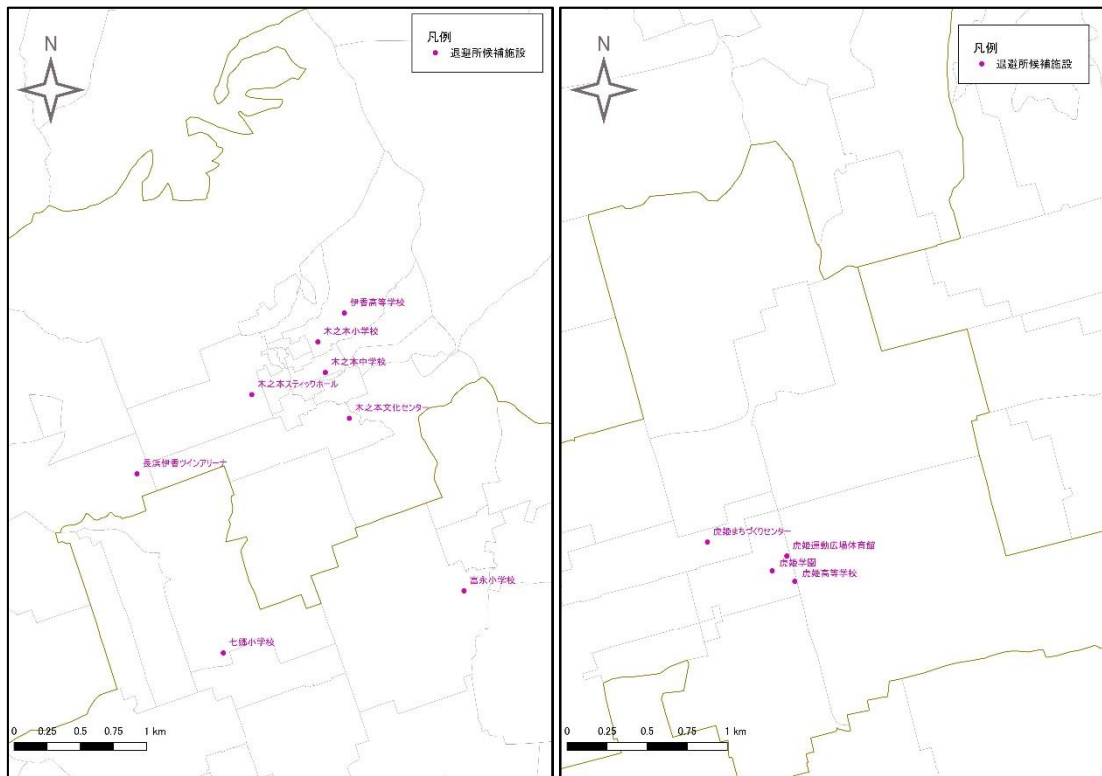 N
凡例
退避所候補施設
伊香高等学校
木之本小学校
木之本中学校
木之本スティックホール
木之本文化センター
長浜伊香ツインアリーナ
富永小学校
七郷小学校
0 0.25 0.5 0.75 1 km
N
凡例
退避所候補施設
虎姫まちづくりセンター
虎姫運動広場体育館
虎姫学園
虎姫高等学校
0 0.25 0.5 0.75 1 km